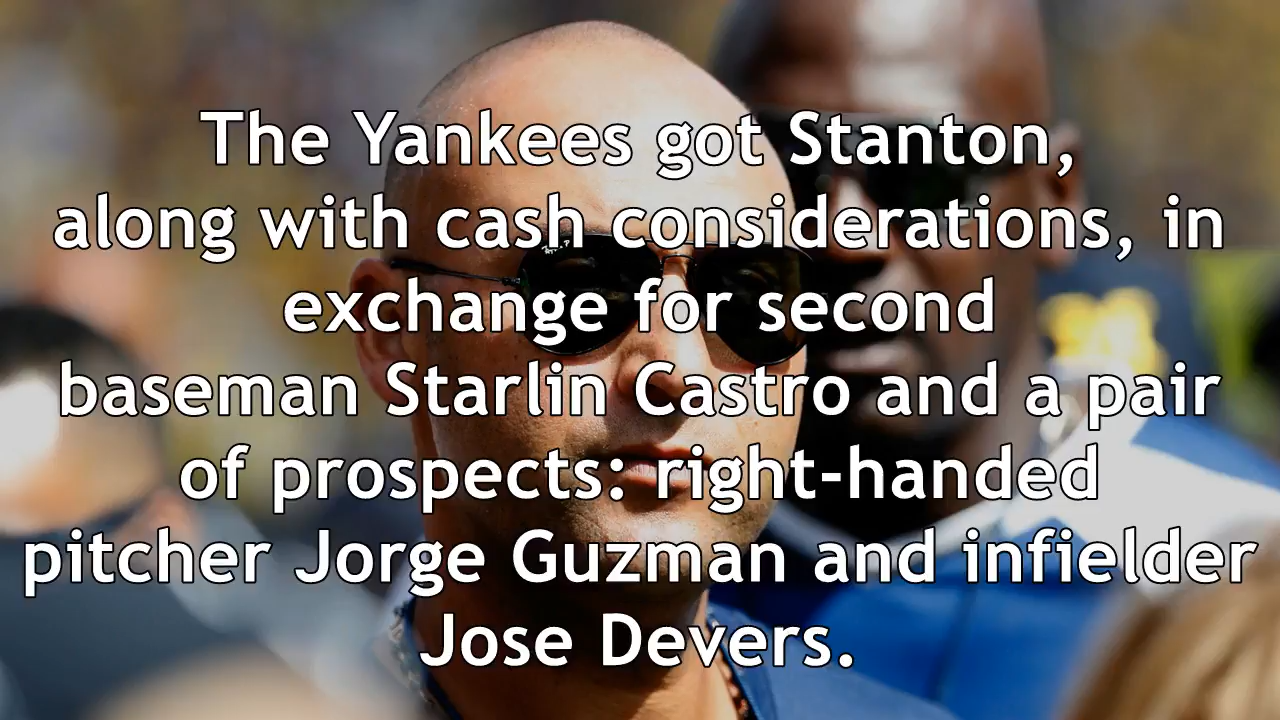 The Yankees got Stanton,
along with cash considerations, in
exchange for second
baseman Starlin Castro and a pair
of prospects: right-handed
pitcher Jorge Guzman and infielder
Jose Devers.